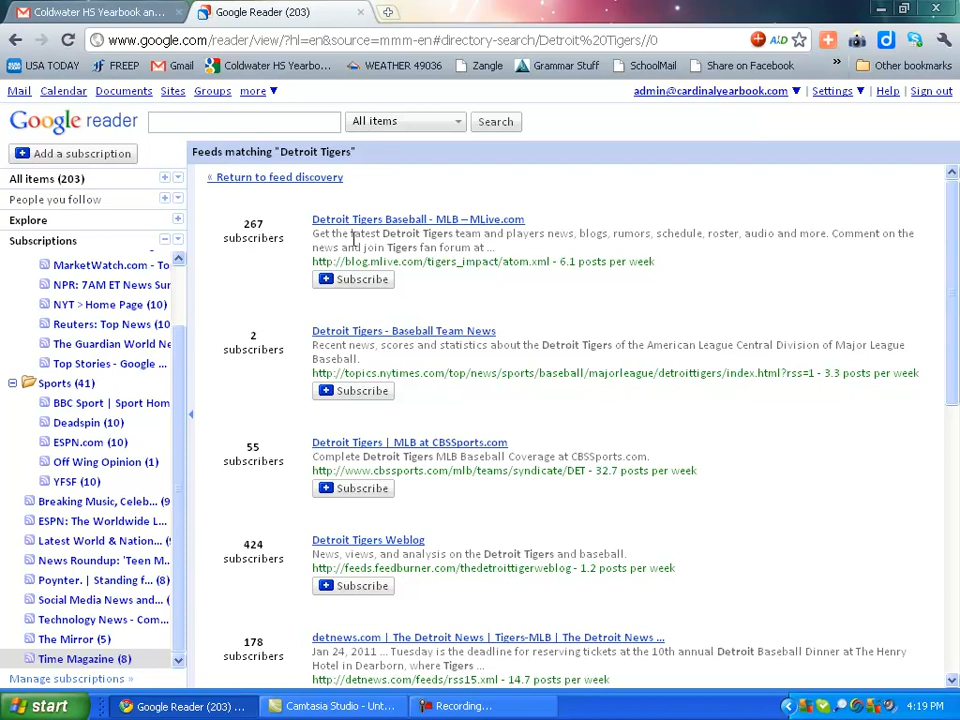 Coldwater HS Yearbook an...
Google Reader (203)
www.google.com/reader/view/?hl=en&source=mmm-en#directory-search/Detroit%20Tigers//0
USA TODAY
FREEP
Gmail
Coldwater HS Yearbo...
WEATHER 49036
Zangle
Grammar Stuff
SchoolMail
Share on Facebook
»
Other bookmarks
Mail Calendar Documents Sites Groups more ▼
admin@cardinalyearbook.com ▼ Settings ▼ Help Sign out
Google reader
All items
Search
Add a subscription
All items (203)
People you follow
Explore
Subscriptions
MarketWatch.com - To
NPR: 7AM ET News Sur
NYT > Home Page (10)
Reuters: Top News (10
The Guardian World Ne
Top Stories - Google ...
Sports (41)
BBC Sport | Sport Hom
Deadspin (10)
ESPN.com (10)
Off Wing Opinion (1)
YFSF (10)
Breaking Music, Celeb... (9
ESPN: The Worldwide L...
Latest World & Nation...
News Roundup: 'Teen M...
Poynter. | Standing f... (8)
Social Media News and... (
Technology News - Com...
The Mirror (5)
Time Magazine (8)
Manage subscriptions »
Feeds matching "Detroit Tigers"
« Return to feed discovery
267
subscribers
Detroit Tigers Baseball - MLB – MLive.com
Get the latest Detroit Tigers team and players news, blogs, rumors, schedule, roster, audio and more. Comment on the
news and join Tigers fan forum at ...
http://blog.mlive.com/tigers_impact/atom.xml - 6.1 posts per week
Subscribe
2
subscribers
Detroit Tigers - Baseball Team News
Recent news, scores and statistics about the Detroit Tigers of the American League Central Division of Major League
Baseball.
http://topics.nytimes.com/top/news/sports/baseball/majorleague/detroittigers/index.html?rss=1 - 3.3 posts per week
Subscribe
55
subscribers
Detroit Tigers | MLB at CBSSports.com
Complete Detroit Tigers MLB Baseball Coverage at CBSSports.com.
http://www.cbssports.com/mlb/teams/syndicate/DET - 32.7 posts per week
Subscribe
424
subscribers
Detroit Tigers Weblog
News, views, and analysis on the Detroit Tigers and baseball.
http://feeds.feedburner.com/thedetroittigerweblog - 1.2 posts per week
Subscribe
178
subscribers
detnews.com | The Detroit News | Tigers-MLB | The Detroit News ...
Jan 24, 2011 ... Tuesday is the deadline for reserving tickets at the 10th annual Detroit Baseball Dinner at The Henry
Hotel in Dearborn, where Tigers ...
http://detnews.com/feeds/rss15.xml - 14.7 posts per week
start
Google Reader (203) ...
Camtasia Studio - Unt...
Recording...
4:19 PM